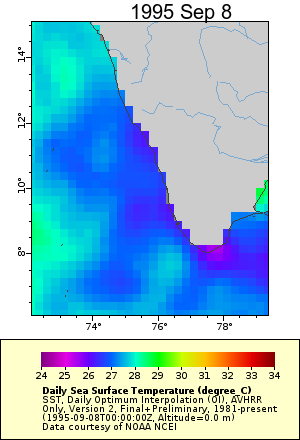 1995 Sep 8
14°
12°
10°
8°
74°
76°
78°
24 25 26 27 28 29 30 31 32 33 34
Daily Sea Surface Temperature (degree_C)
SST, Daily Optimum Interpolation (OI), AVHRR
Only, Version 2, Final+Preliminary, 1981-present
(1995-09-08T00:00:00Z, Altitude=0.0 m)
Data courtesy of NOAA NCEI